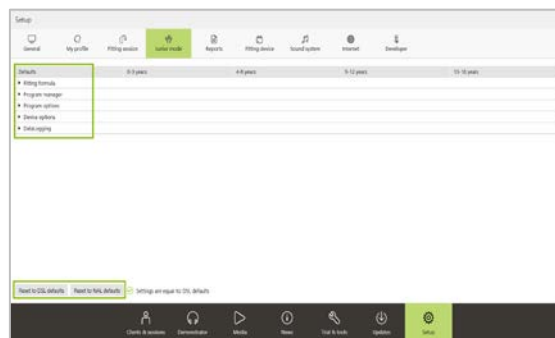 Setup
General My profile Fitting session Junior mode Reports Fitting device Sound system Internet Developer
Defaults 0-3 years 4-8 years 9-12 years 13-18 years
Fitting formula
Program manager
Program options
Device options
DataLogging
Reset to DSL defaults Reset to NAL defaults Settings are equal to DSL defaults
Clients & sessions Demonstrator Media News Trial & tools Updates Setup